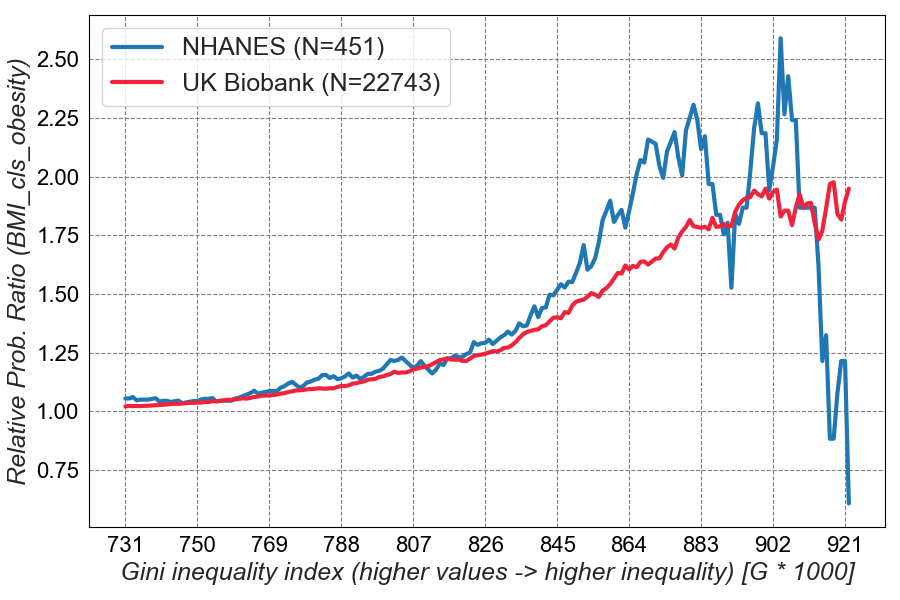 NHANES (N=451)
UK Biobank (N=22743)
Relative Prob. Ratio (BMI_cls_obesity)
2.50
2.25
2.00
1.75
1.50
1.25
1.00
0.75
731 750 769 788 807 826 845 864 883 902 921
Gini inequality index (higher values -> higher inequality) [G * 1000]